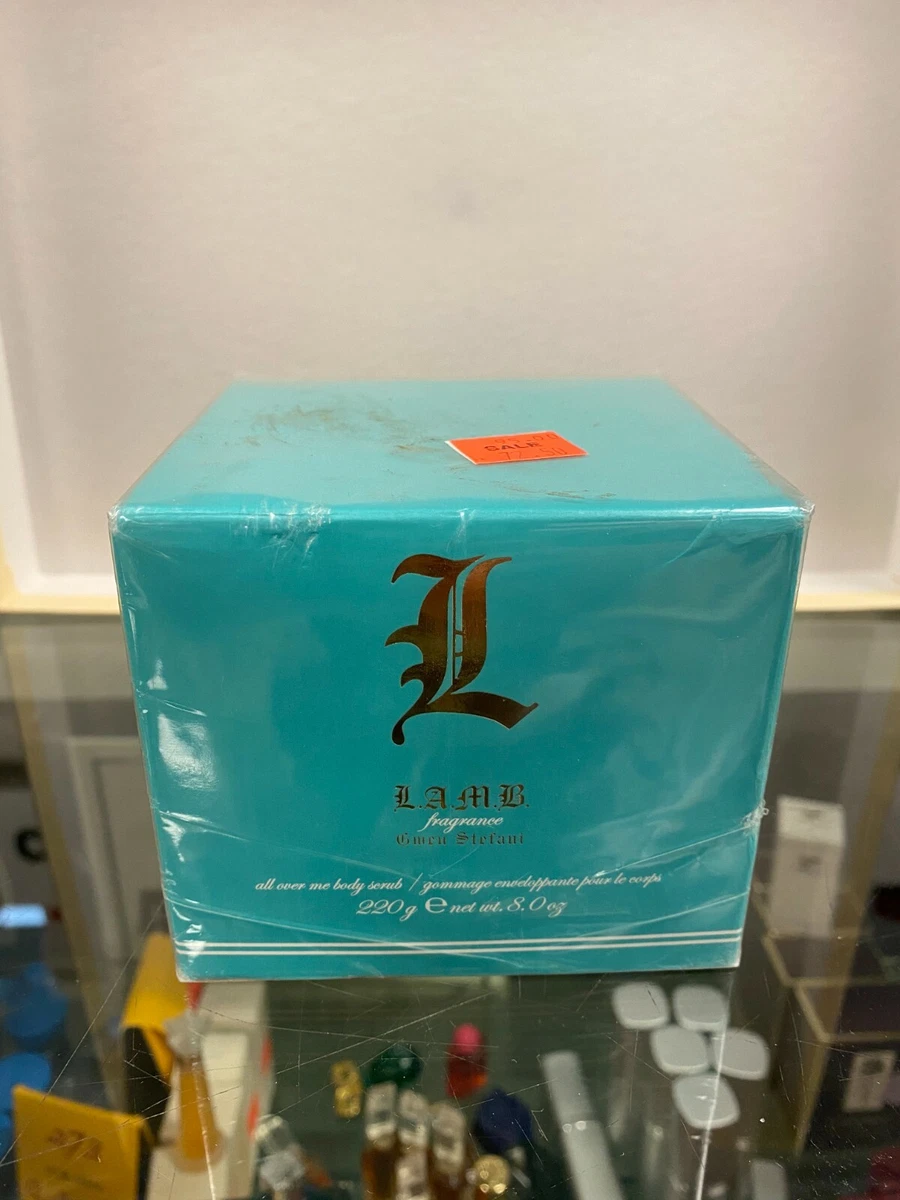 SALE
L
L.A.M.B.
fragrance
Gwen Stefani
all over me body scrub / gommage enveloppante pour le corps
220 g ℮ net wt. 8.0 oz